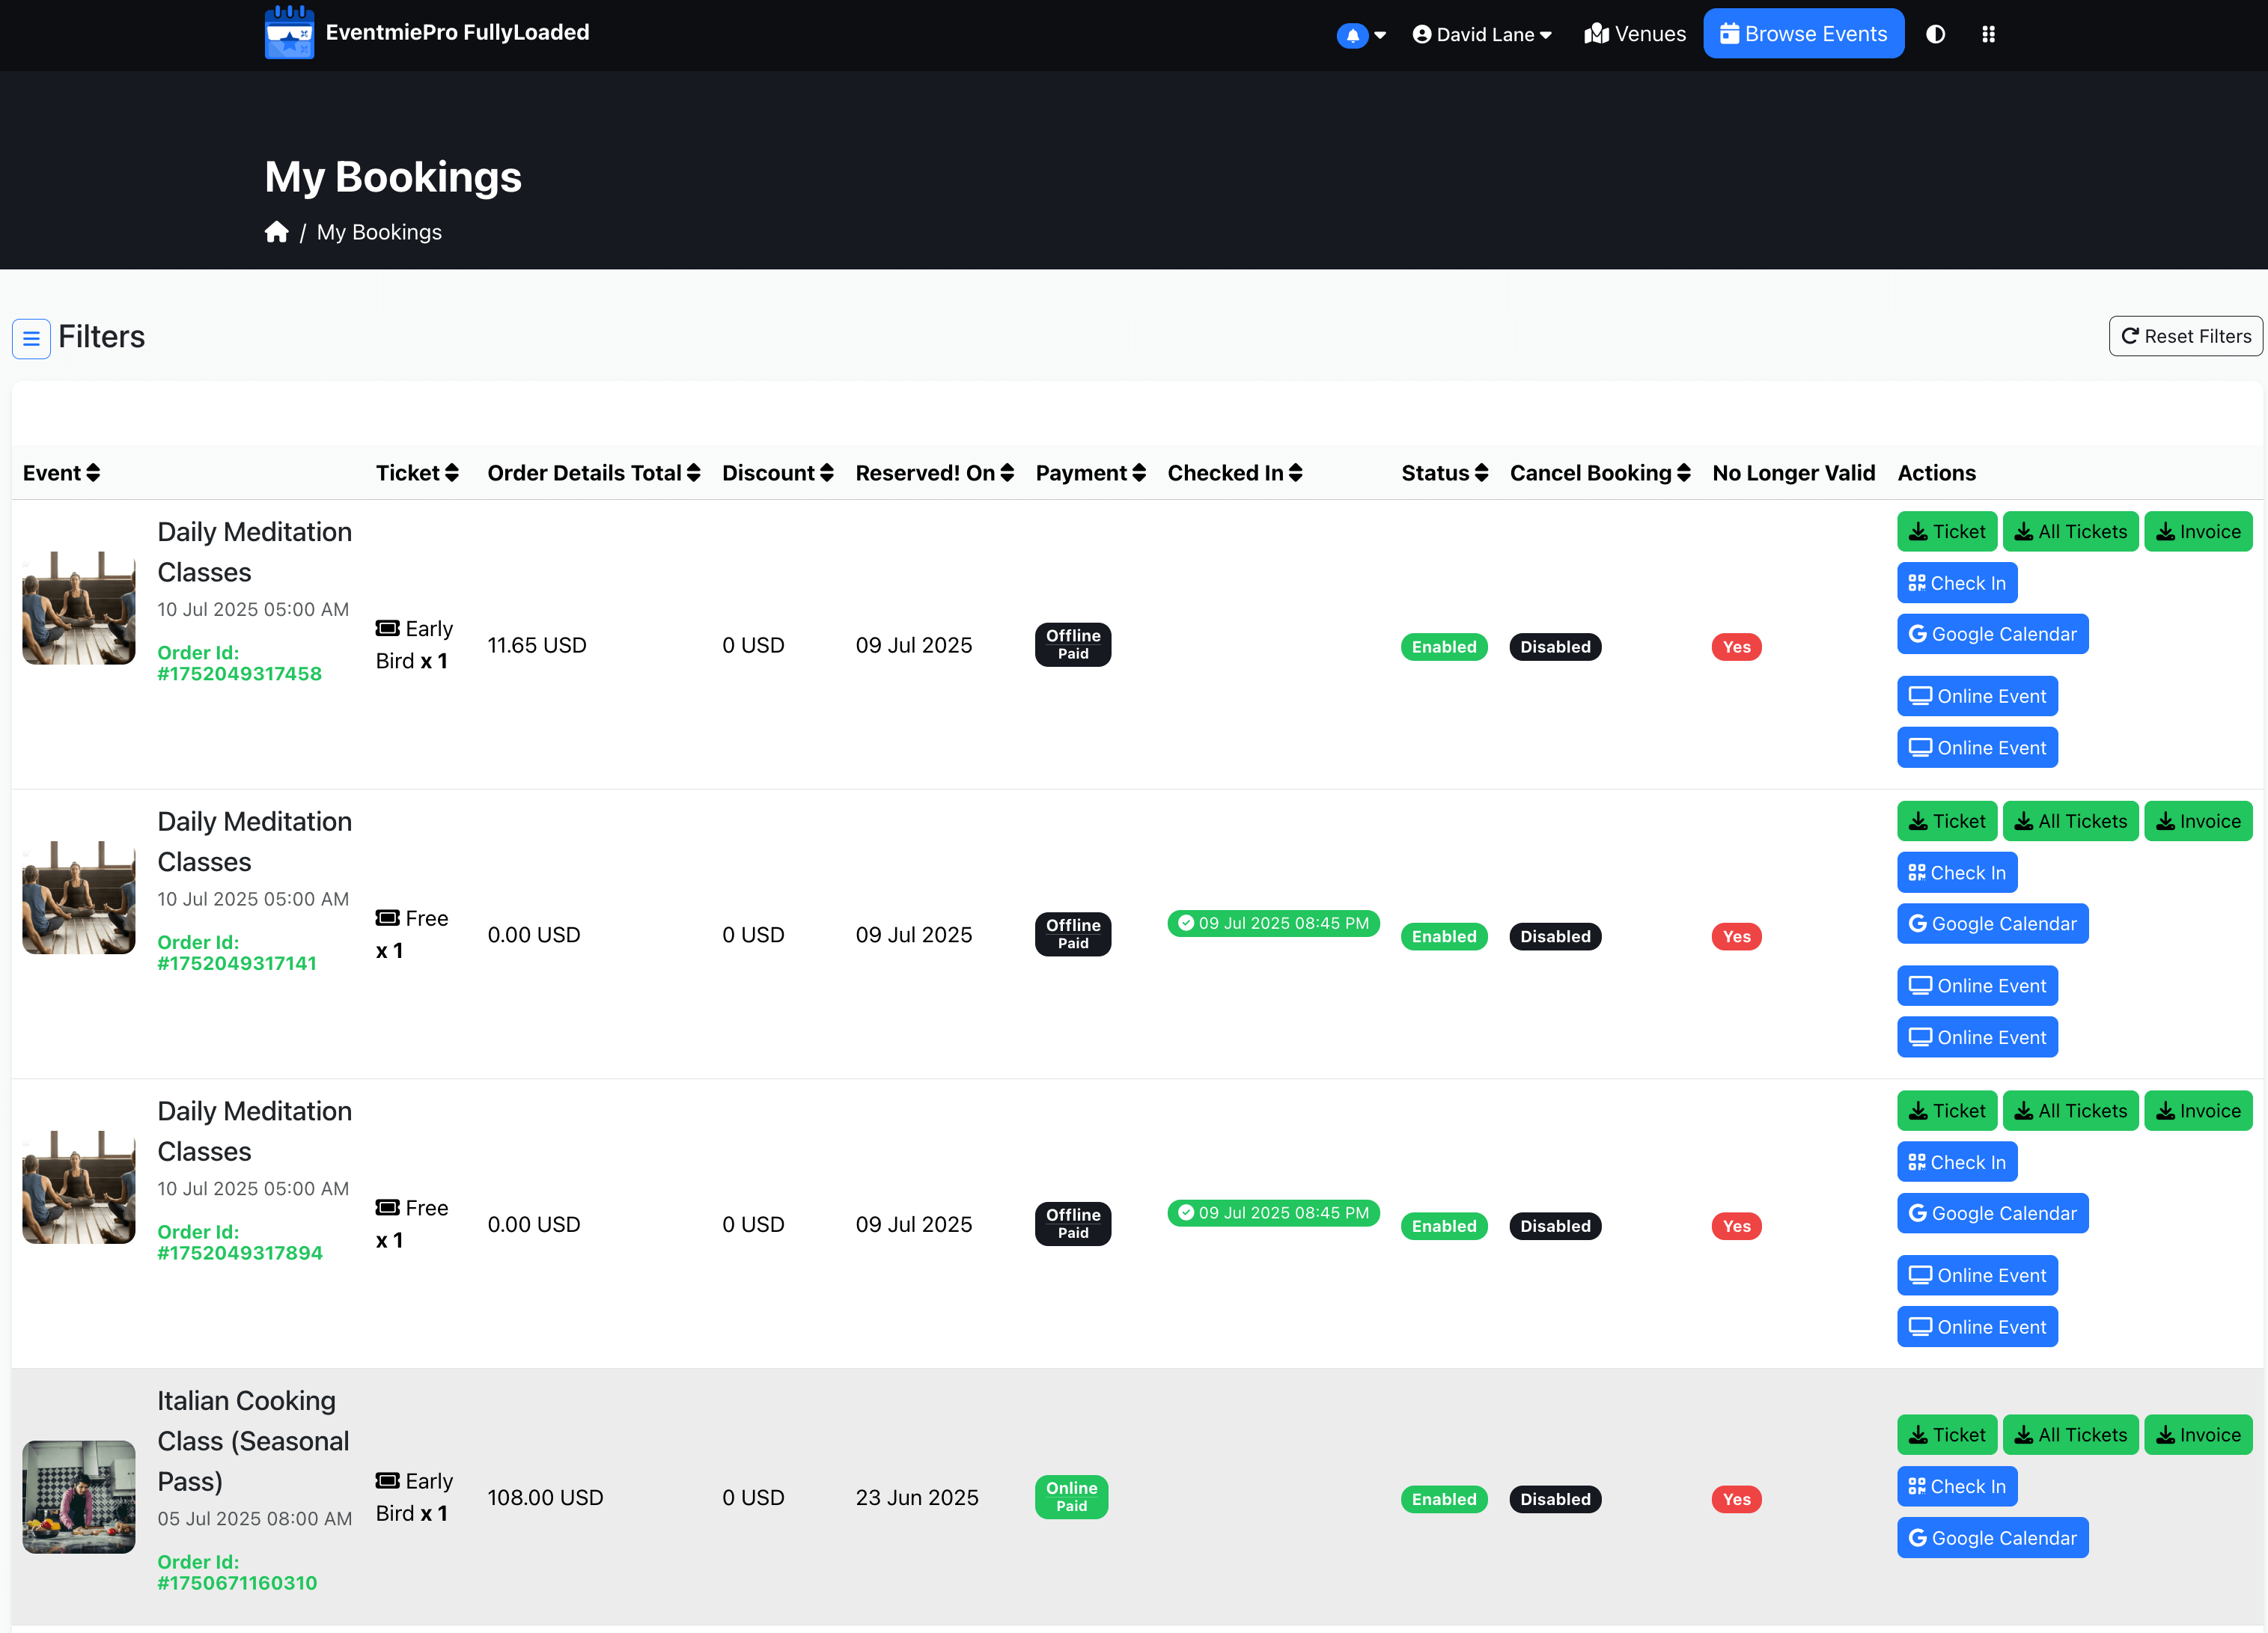 EventmiePro FullyLoaded
David Lane
Venues
Browse Events
My Bookings
/ My Bookings
Filters
Reset Filters
Event Ticket Order Details Total Discount Reserved! On Payment Checked In Status Cancel Booking No Longer Valid Actions
Daily Meditation
Classes
10 Jul 2025 05:00 AM
Order Id:
#1752049317458
Early
Bird x 1
11.65 USD
0 USD
09 Jul 2025
Offline
Paid
Enabled
Disabled
Yes
Ticket All Tickets Invoice
Check In
Google Calendar
Online Event
Online Event
Daily Meditation
Classes
10 Jul 2025 05:00 AM
Order Id:
#1752049317141
Free
x 1
0.00 USD
0 USD
09 Jul 2025
Offline
Paid
09 Jul 2025 08:45 PM
Enabled
Disabled
Yes
Ticket All Tickets Invoice
Check In
Google Calendar
Online Event
Online Event
Daily Meditation
Classes
10 Jul 2025 05:00 AM
Order Id:
#1752049317894
Free
x 1
0.00 USD
0 USD
09 Jul 2025
Offline
Paid
09 Jul 2025 08:45 PM
Enabled
Disabled
Yes
Ticket All Tickets Invoice
Check In
Google Calendar
Online Event
Online Event
Italian Cooking
Class (Seasonal
Pass)
05 Jul 2025 08:00 AM
Order Id:
#1750671160310
Early
Bird x 1
108.00 USD
0 USD
23 Jun 2025
Online
Paid
Enabled
Disabled
Yes
Ticket All Tickets Invoice
Check In
Google Calendar